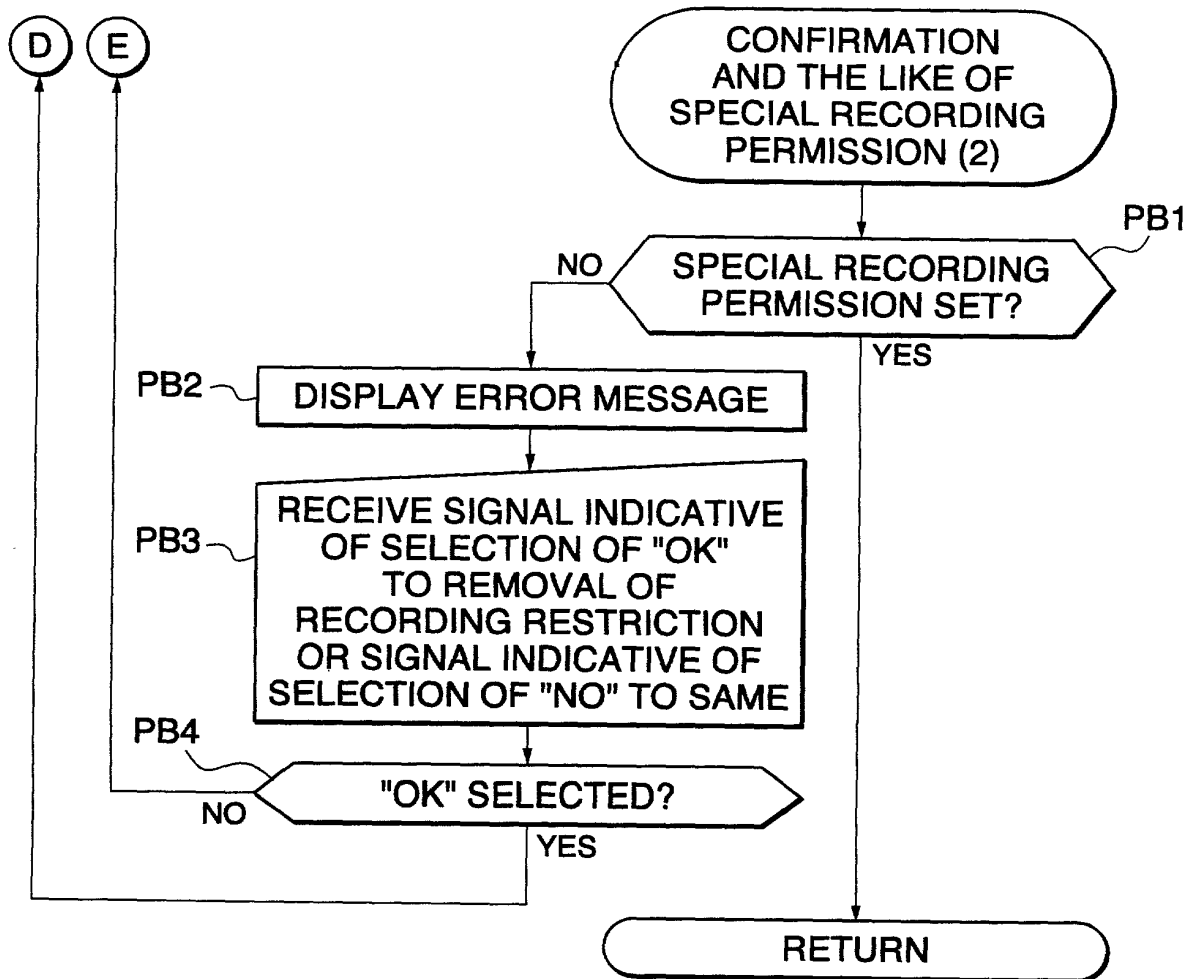 D
E
CONFIRMATION
AND THE LIKE OF
SPECIAL RECORDING
PERMISSION (2)
PB1
SPECIAL RECORDING
PERMISSION SET?
NO
YES
PB2
DISPLAY ERROR MESSAGE
PB3
RECEIVE SIGNAL INDICATIVE
OF SELECTION OF "OK"
TO REMOVAL OF
RECORDING RESTRICTION
OR SIGNAL INDICATIVE OF
SELECTION OF "NO" TO SAME
PB4
"OK" SELECTED?
NO
YES
RETURN